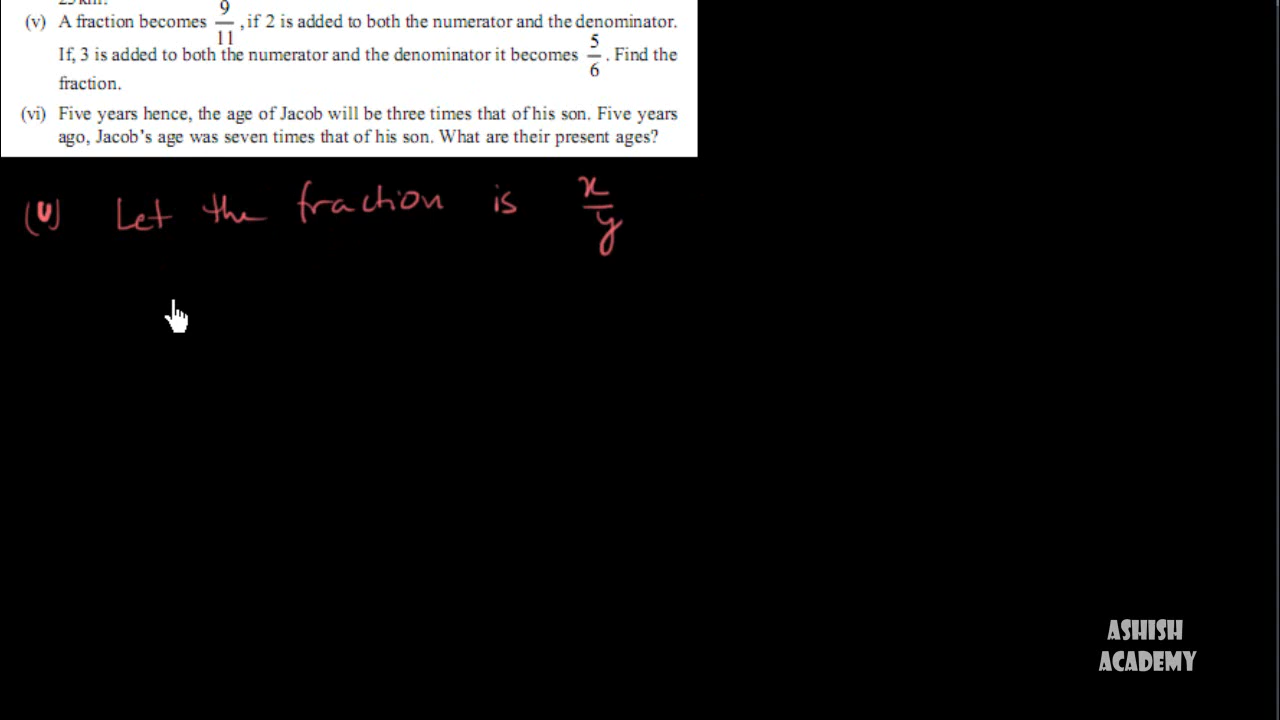 (v) A fraction becomes 9/11, if 2 is added to both the numerator and the denominator.
If, 3 is added to both the numerator and the denominator it becomes 5/6. Find the
fraction.
(vi) Five years hence, the age of Jacob will be three times that of his son. Five years
ago, Jacob's age was seven times that of his son. What are their present ages?
(v) Let the fraction is x/y
ASHISH
ACADEMY